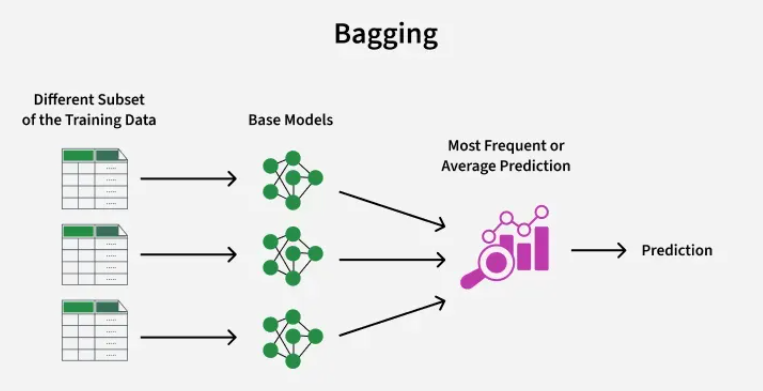 Bagging
Different Subset
of the Training Data
Base Models
Most Frequent or
Average Prediction
Prediction